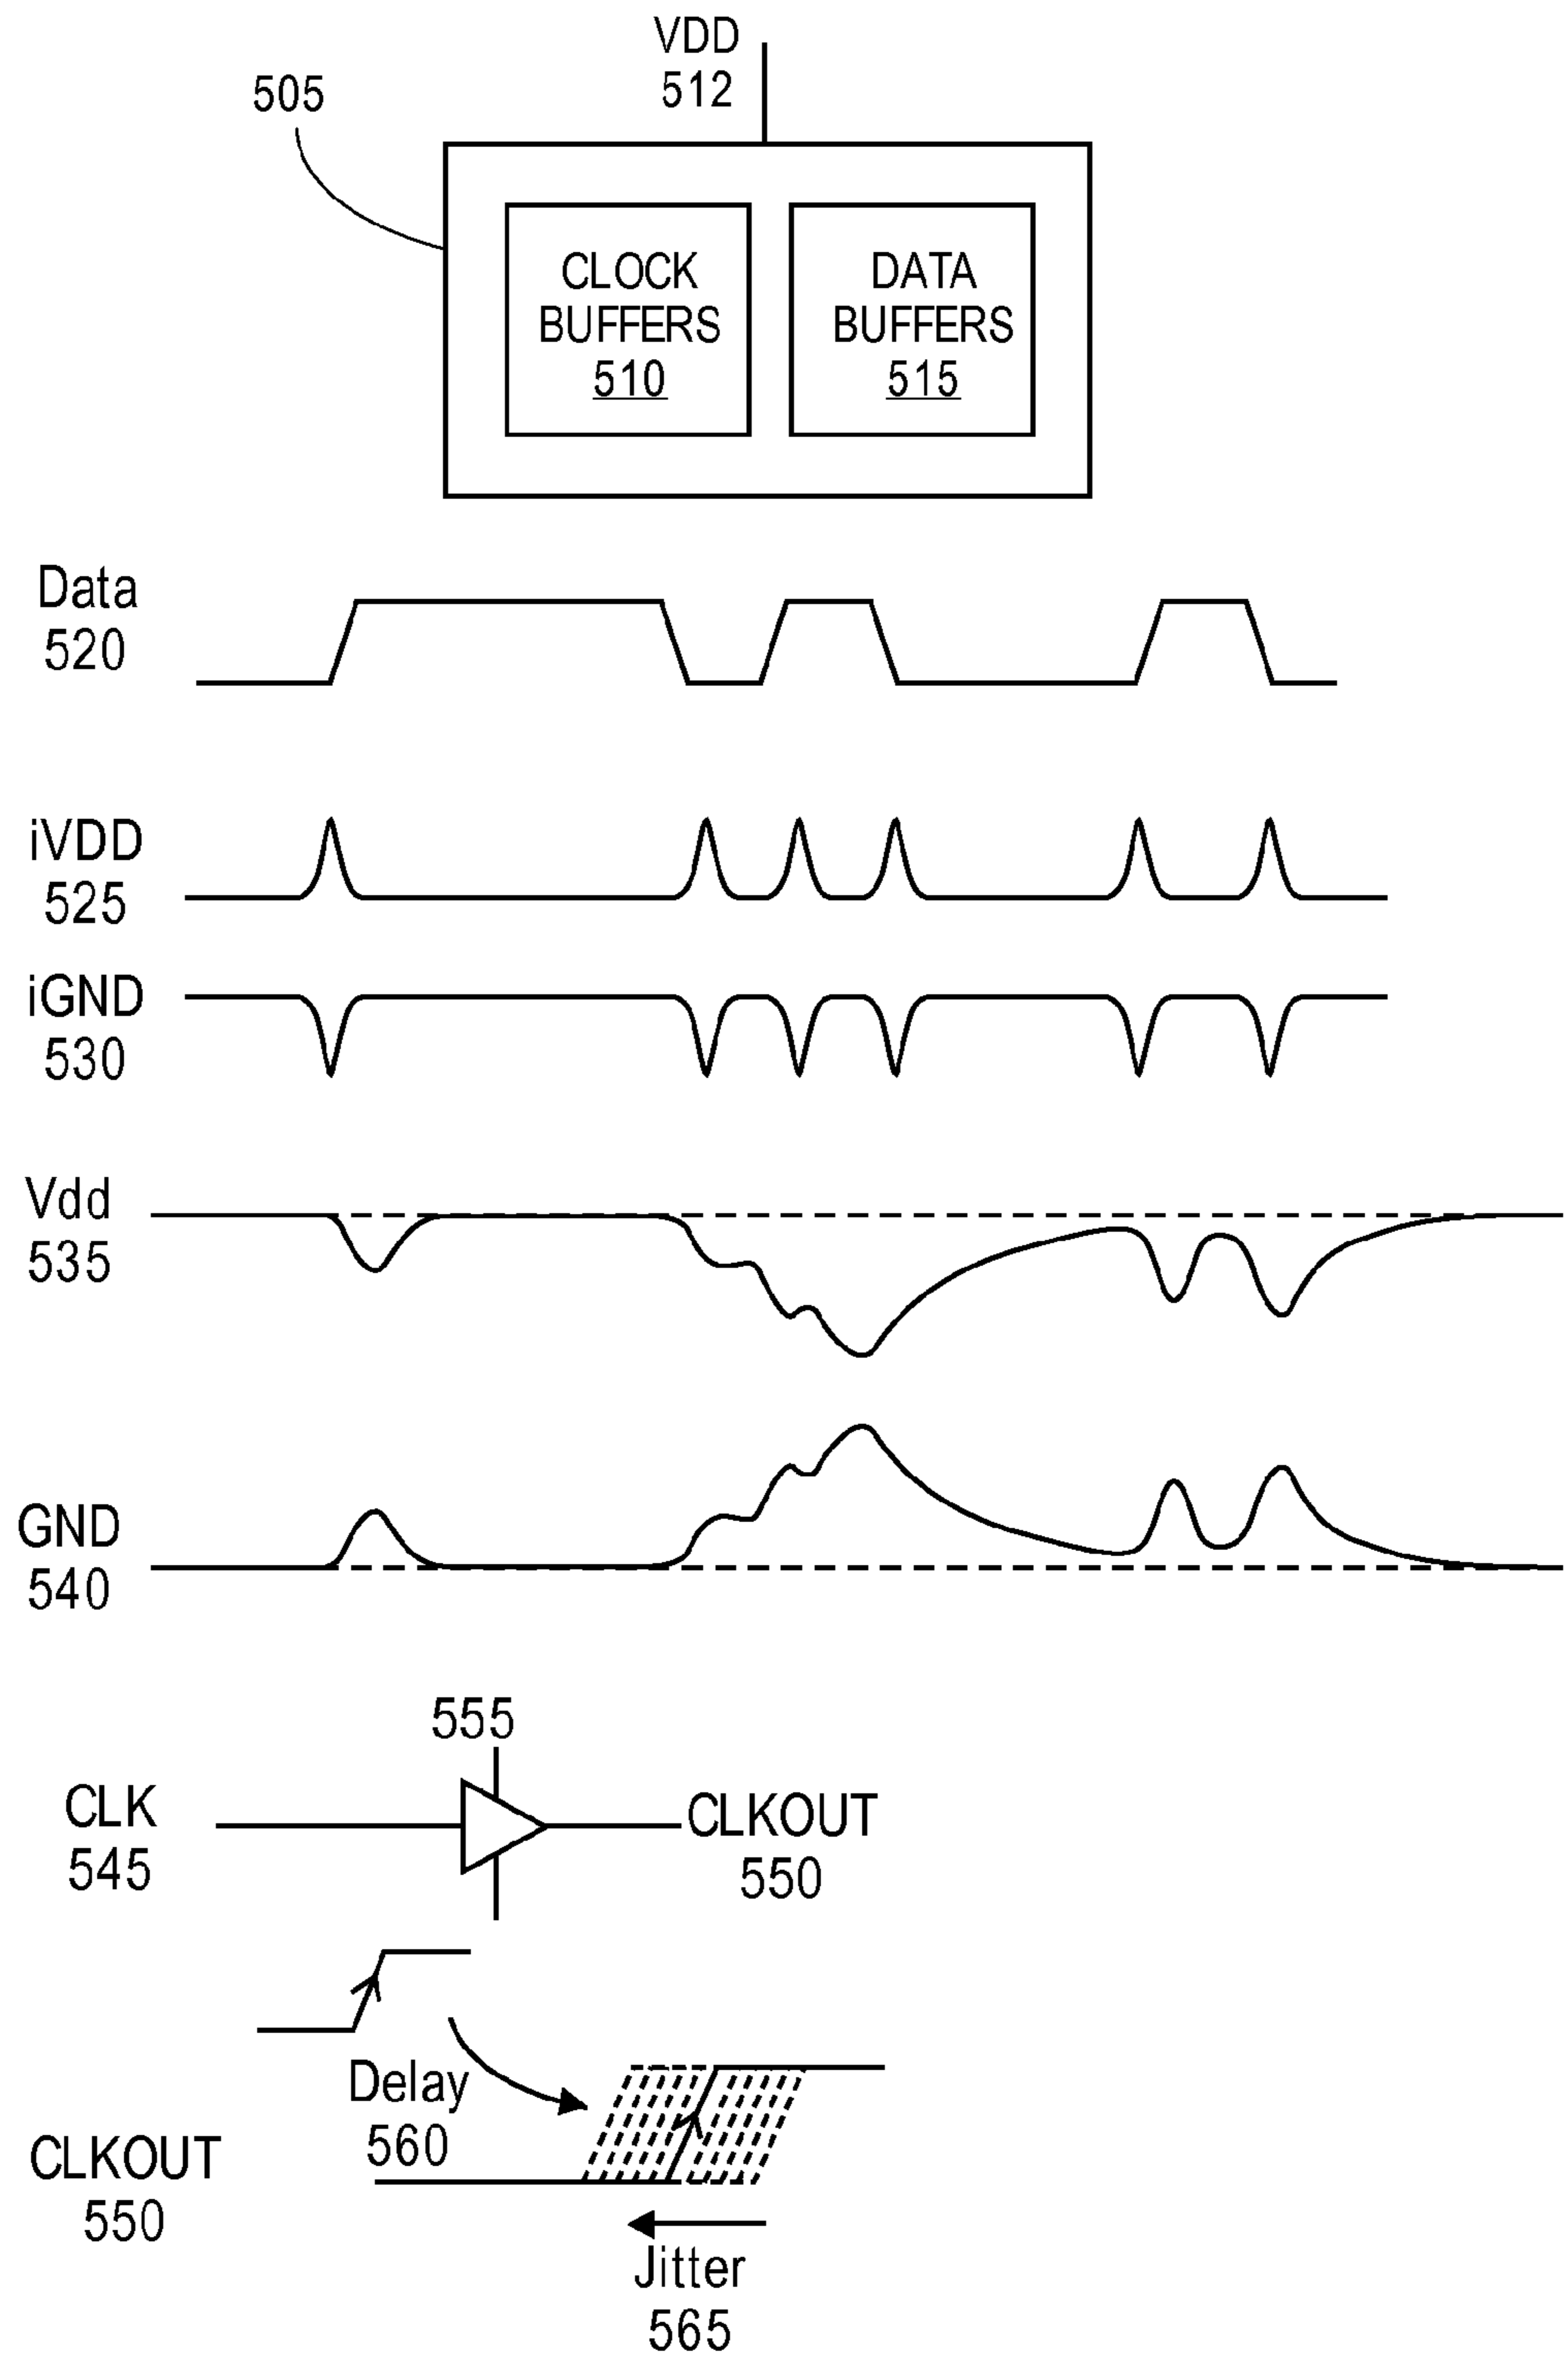 VDD
512
505
CLOCK
BUFFERS
510
DATA
BUFFERS
515
Data
520
iVDD
525
iGND
530
Vdd
535
GND
540
555
CLK
545
CLKOUT
550
Delay
560
CLKOUT
550
Jitter
565